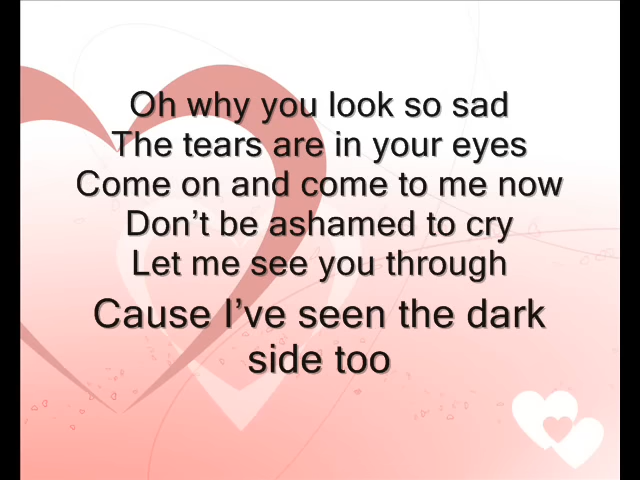 Oh why you look so sad
The tears are in your eyes
Come on and come to me now
Don’t be ashamed to cry
Let me see you through
Cause I’ve seen the dark
side too